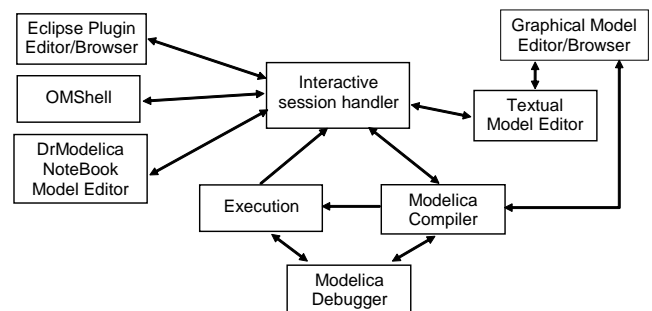 Eclipse Plugin
Editor/Browser
Graphical Model
Editor/Browser
OMShell
Interactive
session handler
Textual
Model Editor
DrModelica
NoteBook
Model Editor
Execution
Modelica
Compiler
Modelica
Debugger